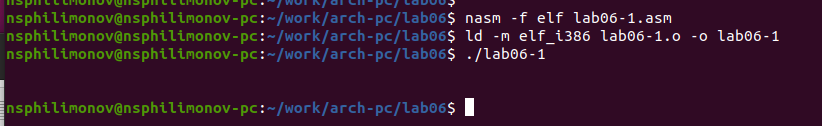 nsphilimonov@nsphilimonov-pc:~/work/arch-pc/lab06$ nasm -f elf lab06-1.asm
nsphilimonov@nsphilimonov-pc:~/work/arch-pc/lab06$ ld -m elf_i386 lab06-1.o -o lab06-1
nsphilimonov@nsphilimonov-pc:~/work/arch-pc/lab06$ ./lab06-1
nsphilimonov@nsphilimonov-pc:~/work/arch-pc/lab06$